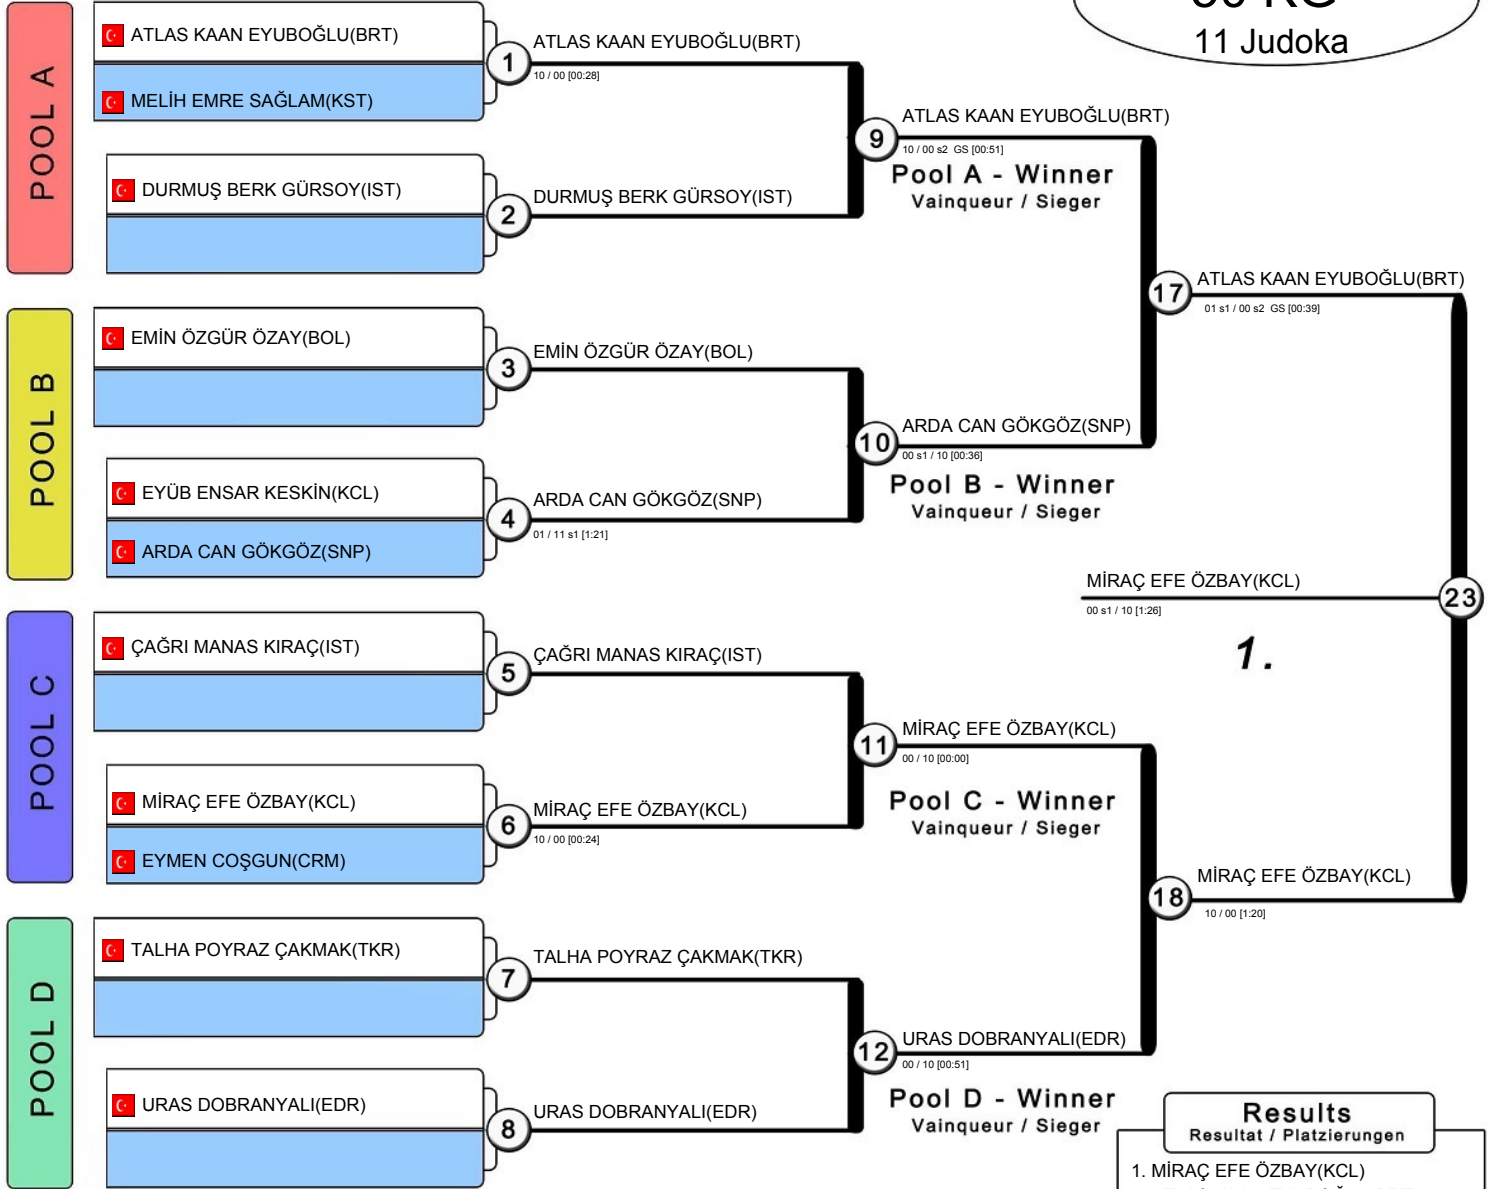 11 Judoka
POOL A
ATLAS KAAN EYUBOĞLU(BRT)
MELİH EMRE SAĞLAM(KST)
1
ATLAS KAAN EYUBOĞLU(BRT)
10 / 00 [00:28]
DURMUŞ BERK GÜRSOY(IST)
2
DURMUŞ BERK GÜRSOY(IST)
9
ATLAS KAAN EYUBOĞLU(BRT)
10 / 00 s2 GS [00:51]
Pool A - Winner
Vainqueur / Sieger
POOL B
EMİN ÖZGÜR ÖZAY(BOL)
3
EMİN ÖZGÜR ÖZAY(BOL)
EYÜB ENSAR KESKİN(KCL)
ARDA CAN GÖKGÖZ(SNP)
4
ARDA CAN GÖKGÖZ(SNP)
01 / 11 s1 [1:21]
10
ARDA CAN GÖKGÖZ(SNP)
00 s1 / 10 [00:36]
Pool B - Winner
Vainqueur / Sieger
17
ATLAS KAAN EYUBOĞLU(BRT)
01 s1 / 00 s2 GS [00:39]
POOL C
ÇAĞRI MANAS KIRAÇ(IST)
5
ÇAĞRI MANAS KIRAÇ(IST)
MİRAÇ EFE ÖZBAY(KCL)
EYMEN COŞGUN(CRM)
6
MİRAÇ EFE ÖZBAY(KCL)
10 / 00 [00:24]
11
MİRAÇ EFE ÖZBAY(KCL)
00 / 10 [00:00]
Pool C - Winner
Vainqueur / Sieger
POOL D
TALHA POYRAZ ÇAKMAK(TKR)
7
TALHA POYRAZ ÇAKMAK(TKR)
URAS DOBRANYALI(EDR)
8
URAS DOBRANYALI(EDR)
12
URAS DOBRANYALI(EDR)
00 / 10 [00:51]
Pool D - Winner
Vainqueur / Sieger
18
MİRAÇ EFE ÖZBAY(KCL)
10 / 00 [1:20]
MİRAÇ EFE ÖZBAY(KCL)
00 s1 / 10 [1:26]
23
1.
Results
Resultat / Platzierungen
1. MİRAÇ EFE ÖZBAY(KCL)